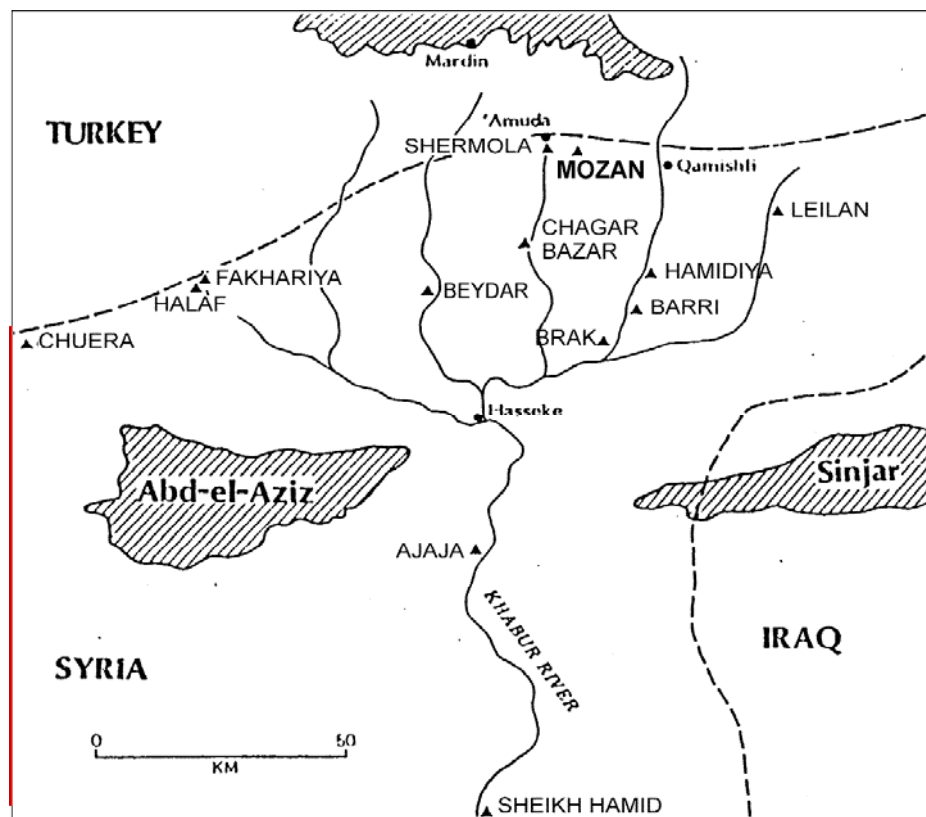 Mardin
TURKEY
'Amuda
SHERMOLA
MOZAN
Qamishli
LEILAN
CHAGAR
BAZAR
FAKHARIYA
HALAF
HAMIDIYA
BEYDAR
BARRI
CHUERA
BRAK
Hasseke
Abd-el-Aziz
Sinjar
AJAJA
KHABUR RIVER
IRAQ
SYRIA
0 50
KM
SHEIKH HAMID